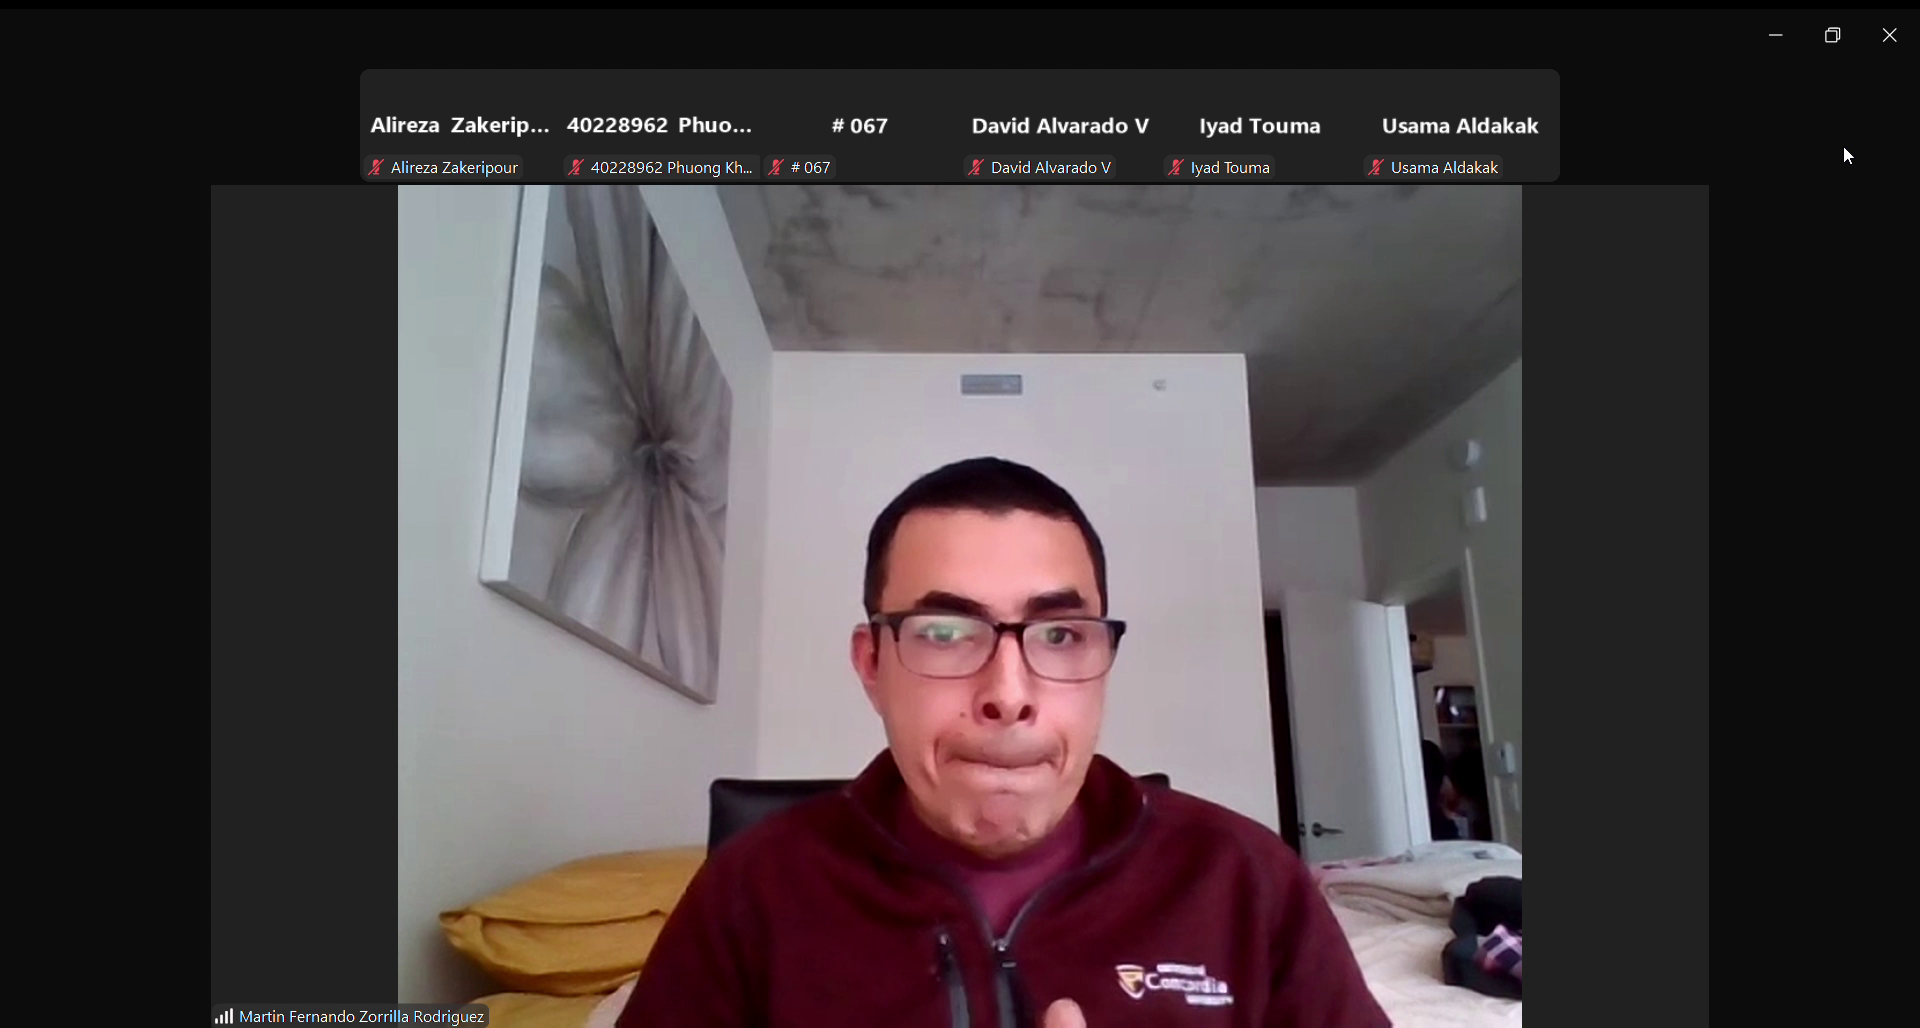 Alireza Zakerip... 40228962 Phuo... # 067 David Alvarado V Iyad Touma Usama Aldakak
Alireza Zakeripour 40228962 Phuong Kh... # 067 David Alvarado V Iyad Touma Usama Aldakak
Concordia
Martin Fernando Zorrilla Rodriguez